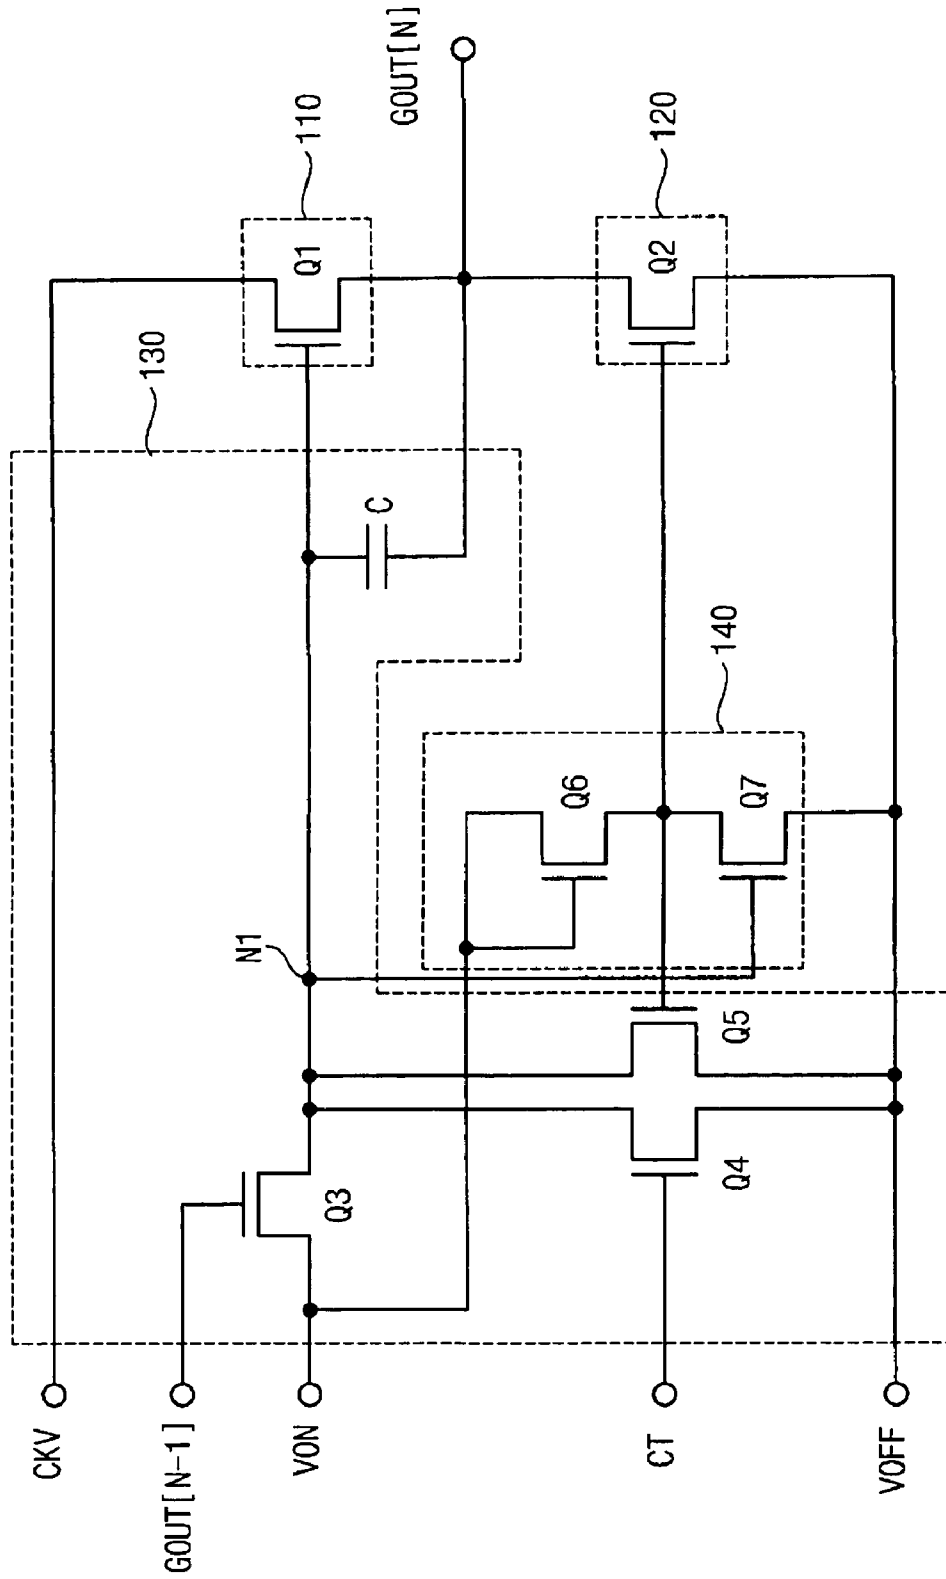 CKV
GOUT[N-1]
VON
CT
VOFF
130
Q3
N1
Q4
Q5
140
Q6
Q7
C
110
Q1
120
Q2
GOUT[N]